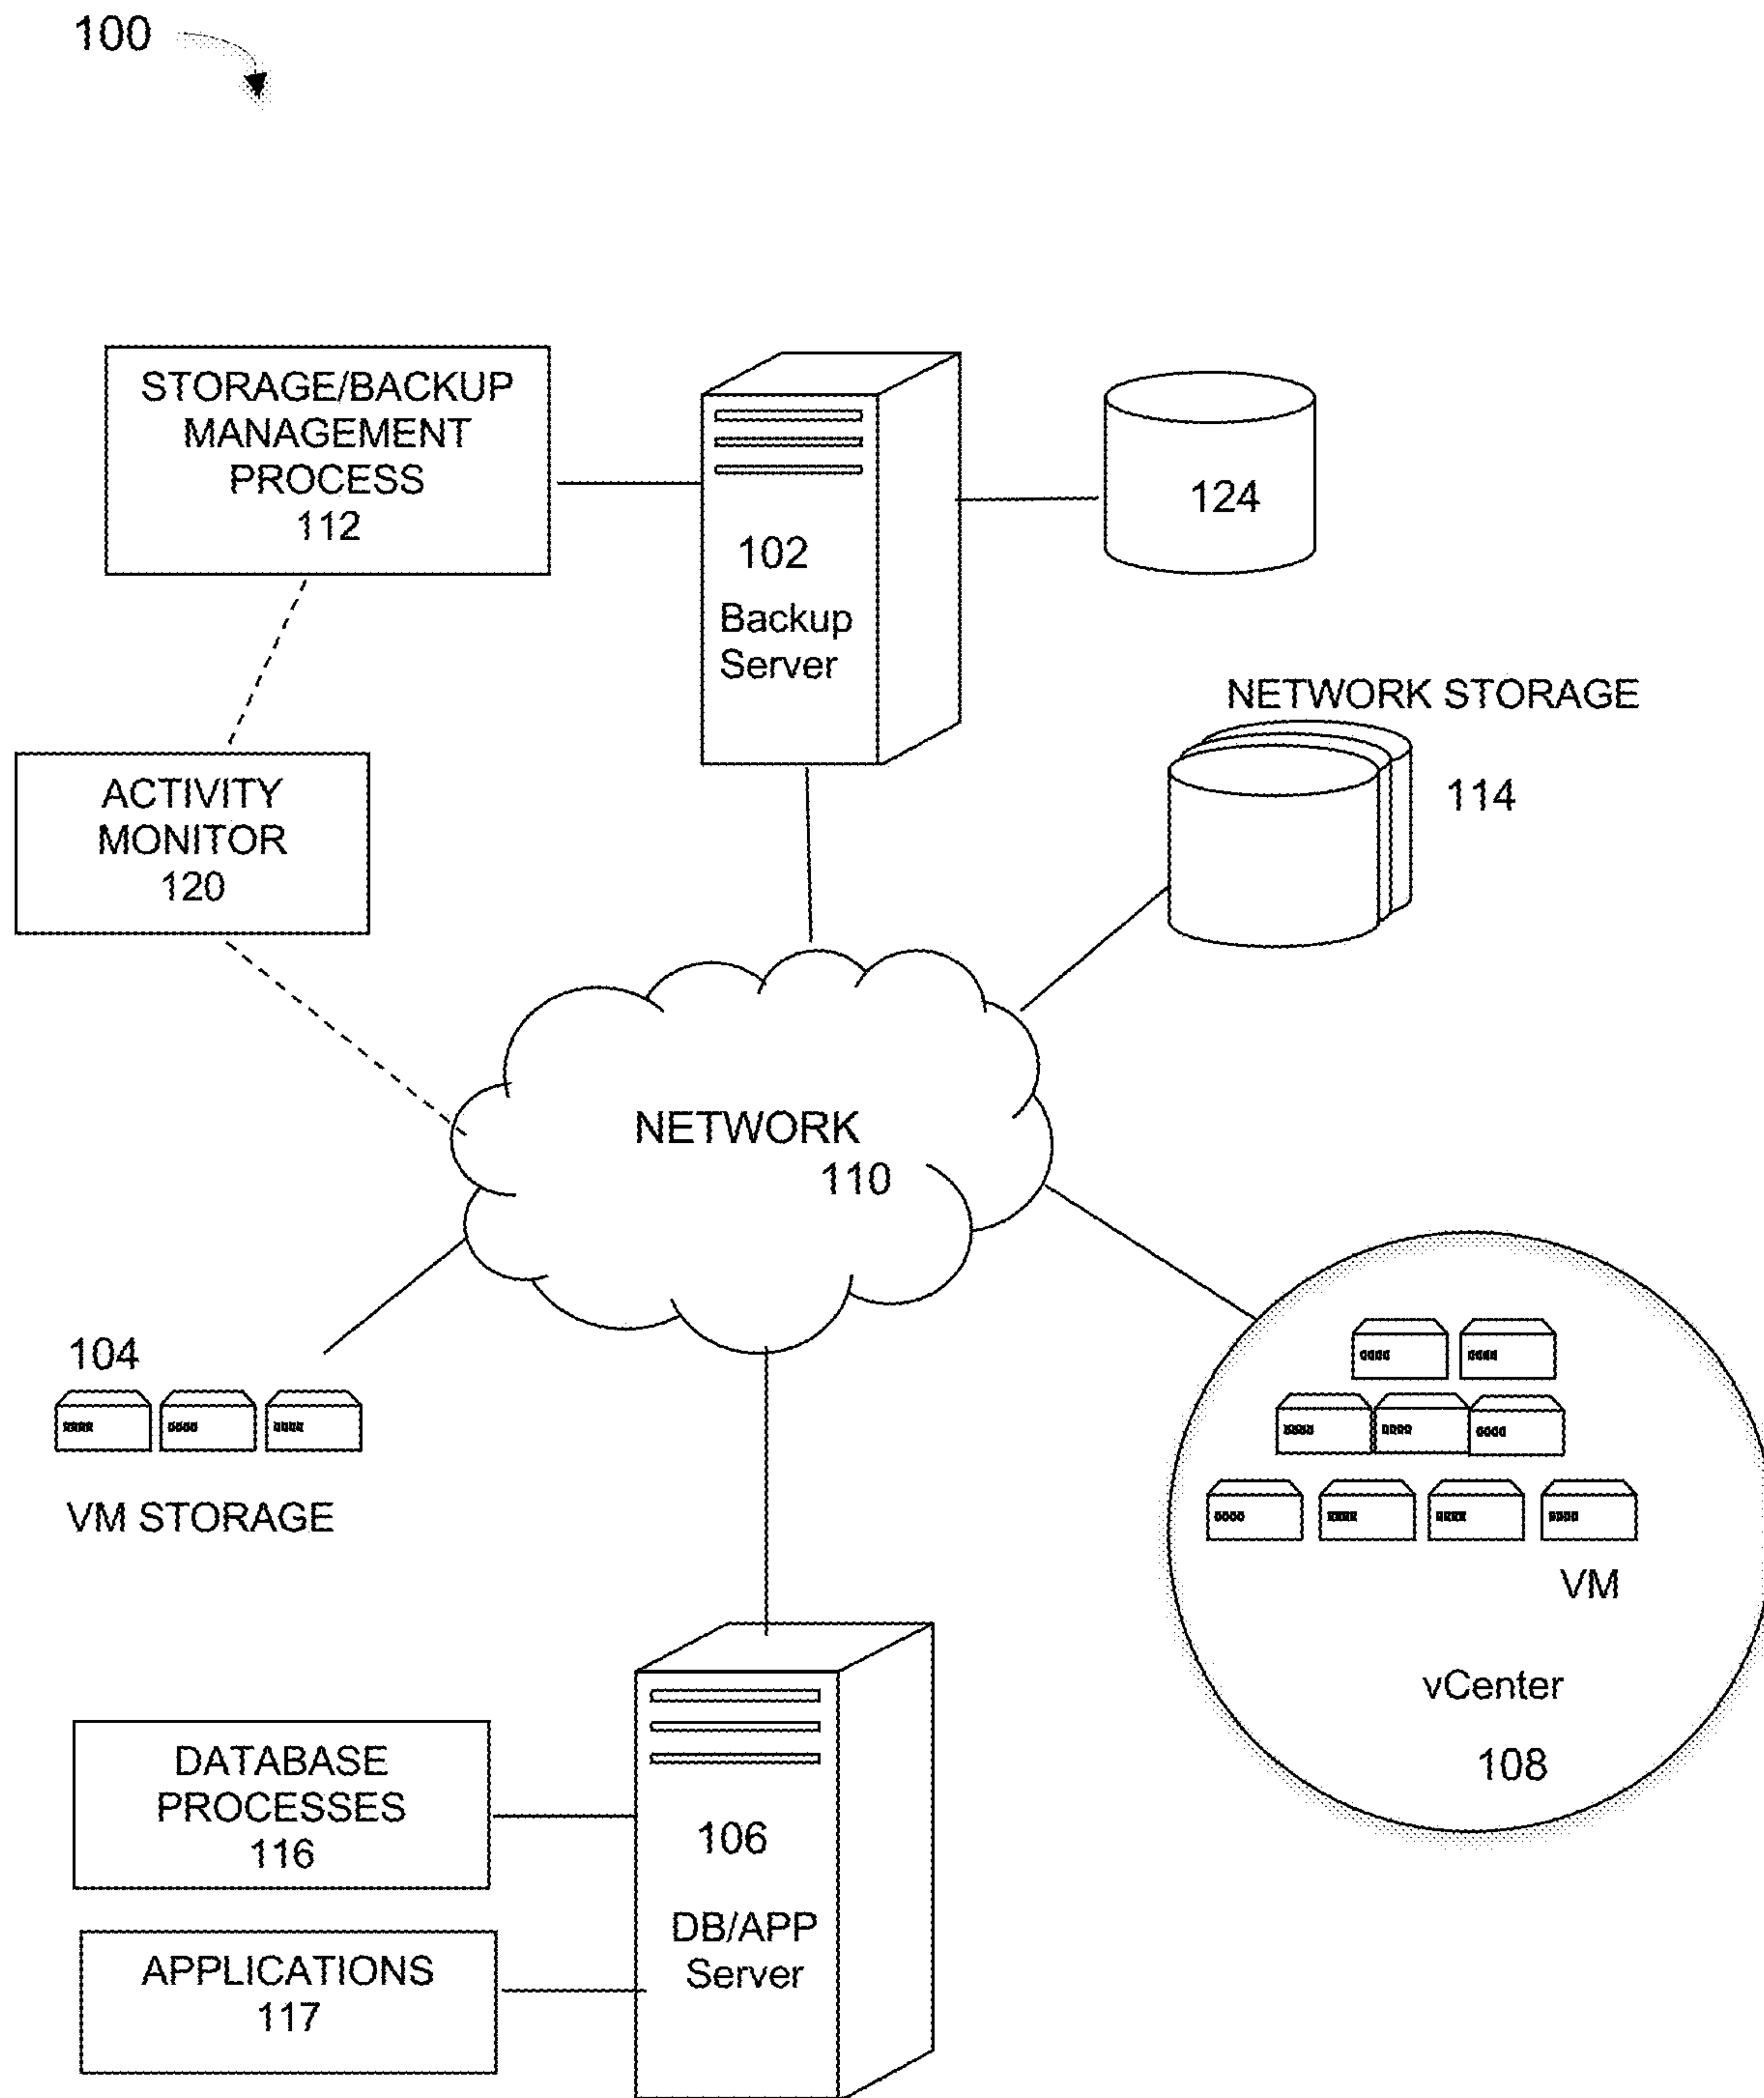 100
STORAGE/BACKUP
MANAGEMENT
PROCESS
112
102
Backup
Server
124
NETWORK STORAGE
114
ACTIVITY
MONITOR
120
NETWORK
110
104
VM STORAGE
VM
vCenter
108
DATABASE
PROCESSES
116
106
DB/APP
Server
APPLICATIONS
117